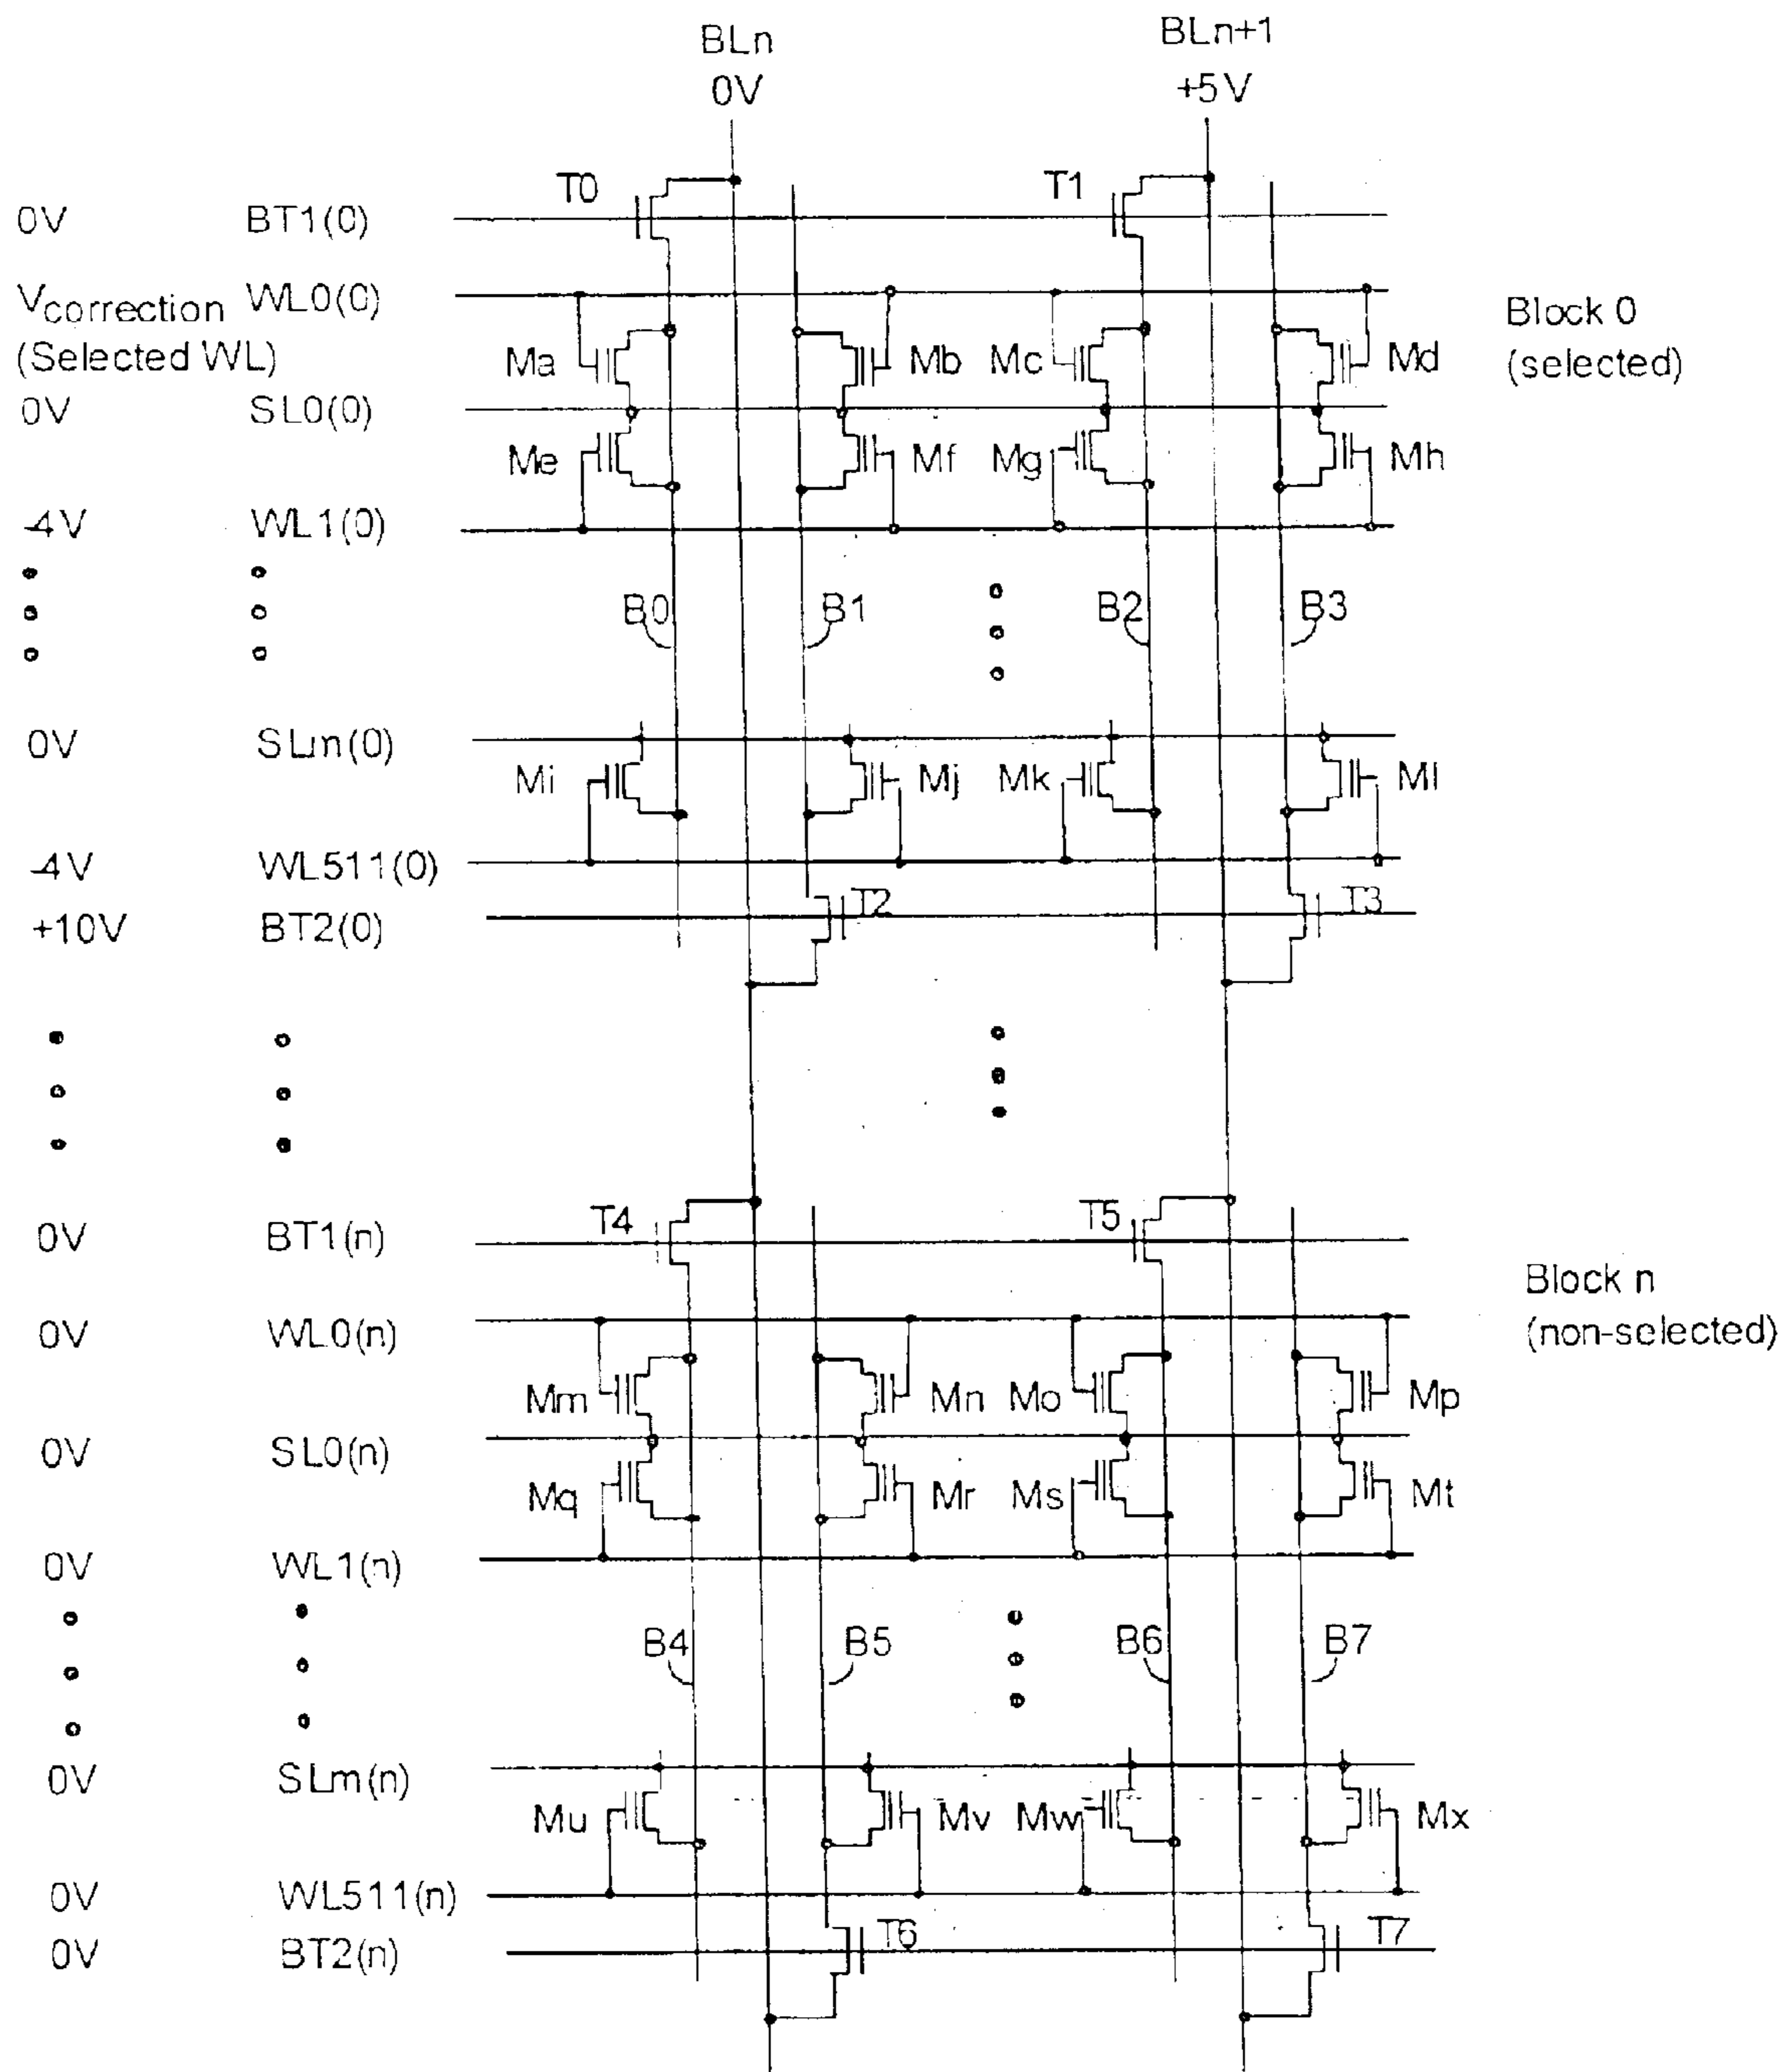 BLn BLn+1
0V +5V
T0 T1
0V BT1(0)
Vcorrection WL0(0) Block 0
(Selected WL) Ma Mb Mc Md (selected)
0V SL0(0)
Me Mf Mg Mh
-4V WL1(0)
B0 B1 B2 B3
0V SLm(0)
Mi Mj Mk Ml
-4V WL511(0)
T2 T3
+10V BT2(0)
T4 T5
0V BT1(n)
Block n
0V WL0(n) (non-selected)
Mm Mn Mo Mp
0V SL0(n)
Mq Mr Ms Mt
0V WL1(n)
B4 B5 B6 B7
0V SLm(n)
Mu Mv Mw Mx
0V WL511(n)
T6 T7
0V BT2(n)